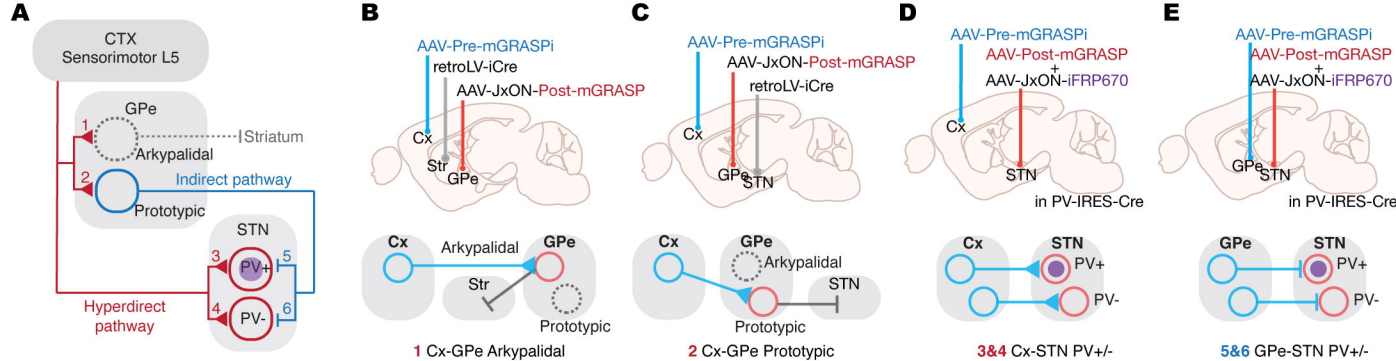 A
CTX
Sensorimotor L5
GPe
1
Striatum
Arkypalidal
2
Indirect pathway
Prototypic
STN
3
PV+
5
4
PV-
6
Hyperdirect
pathway
B
AAV-Pre-mGRASPi
retroLV-iCre
AAV-JxON-Post-mGRASP
Cx
Str
GPe
Cx
GPe
Arkypalidal
Str
Prototypic
1 Cx-GPe Arkypalidal
C
AAV-Pre-mGRASPi
AAV-JxON-Post-mGRASP
retroLV-iCre
Cx
GPe
STN
Cx
GPe
Arkypalidal
STN
Prototypic
2 Cx-GPe Prototypic
D
AAV-Pre-mGRASPi
AAV-Post-mGRASP
+
AAV-JxON-iFRP670
Cx
STN
in PV-IRES-Cre
Cx
STN
PV+
PV-
3&4 Cx-STN PV+/-
E
AAV-Pre-mGRASPi
AAV-Post-mGRASP
+
AAV-JxON-iFRP670
GPe
STN
in PV-IRES-Cre
GPe
STN
PV+
PV-
5&6 GPe-STN PV+/-